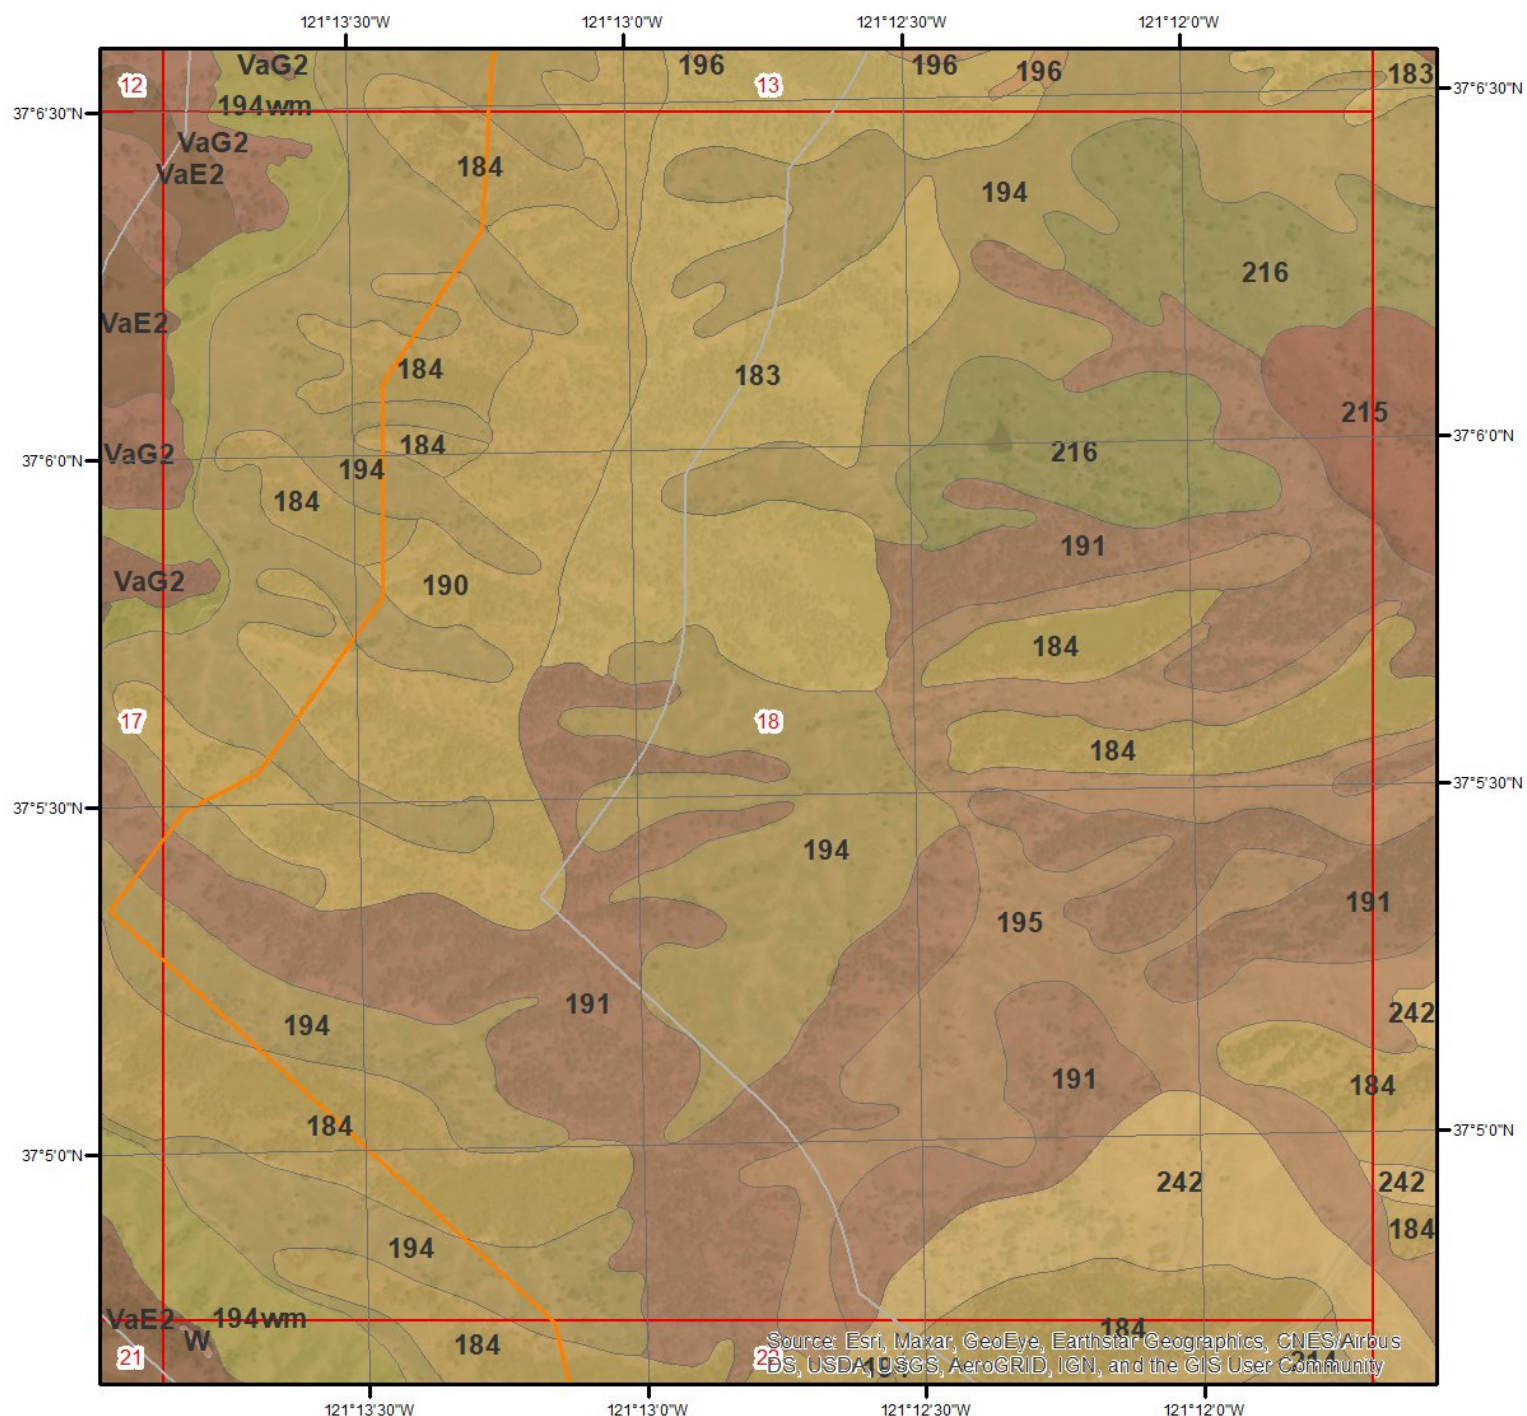 121°13'30"W 121°13'0"W 121°12'30"W 121°12'0"W
VaG2 196 196 196 183
12 13
194wm
37°6'30"N 37°6'30"N
VaG2
184
VaE2
194
216
VaE2
184 183
215
184 216
VaG2 194
37°6'0"N 37°6'0"N
184
191
VaG2 190
184
17 18
184
37°5'30"N 37°5'30"N
194
191
195
191
242
194
191
184
184
37°5'0"N 37°5'0"N
242 242
184
194
VaE2 194wm
184
W 184
21
Source: Esri, Maxar, GeoEye, Earthstar Geographics, CNES/Airbus
DS, USDA, USGS, AeroGRID, IGN, and the GIS User Community
121°13'30"W 121°13'0"W 121°12'30"W 121°12'0"W